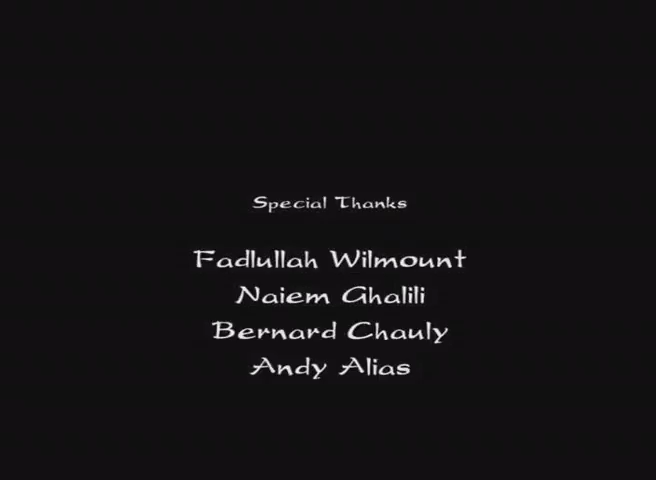 Special Thanks
Fadlullah Wilmount
Naiem Ghalili
Bernard Chauly
Andy Alias